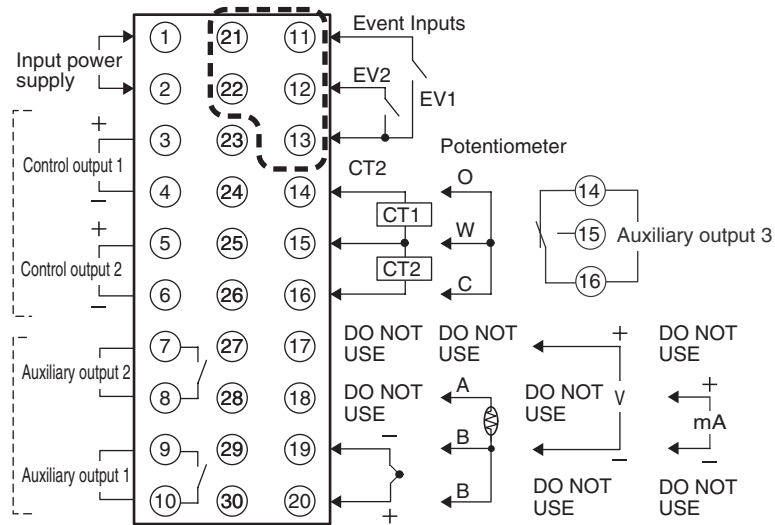 1 21 11 Event Inputs
Input power
supply
2 22 12 EV2
EV1
+
3 23 13
Control output 1
Potentiometer
CT2
4 24 14 O 14
−
CT1
+
5 25 15 W 15 Auxiliary output 3
Control output 2
CT2
6 26 16 C 16
−
7 27 17 DO NOT
USE
DO NOT
USE
+
DO NOT
USE
Auxiliary output 2
8 28 18 DO NOT
USE
A
DO NOT
USE
V
+
mA
9 29 19 − B − −
Auxiliary output 1
10 30 20 + B
DO NOT
USE
DO NOT
USE